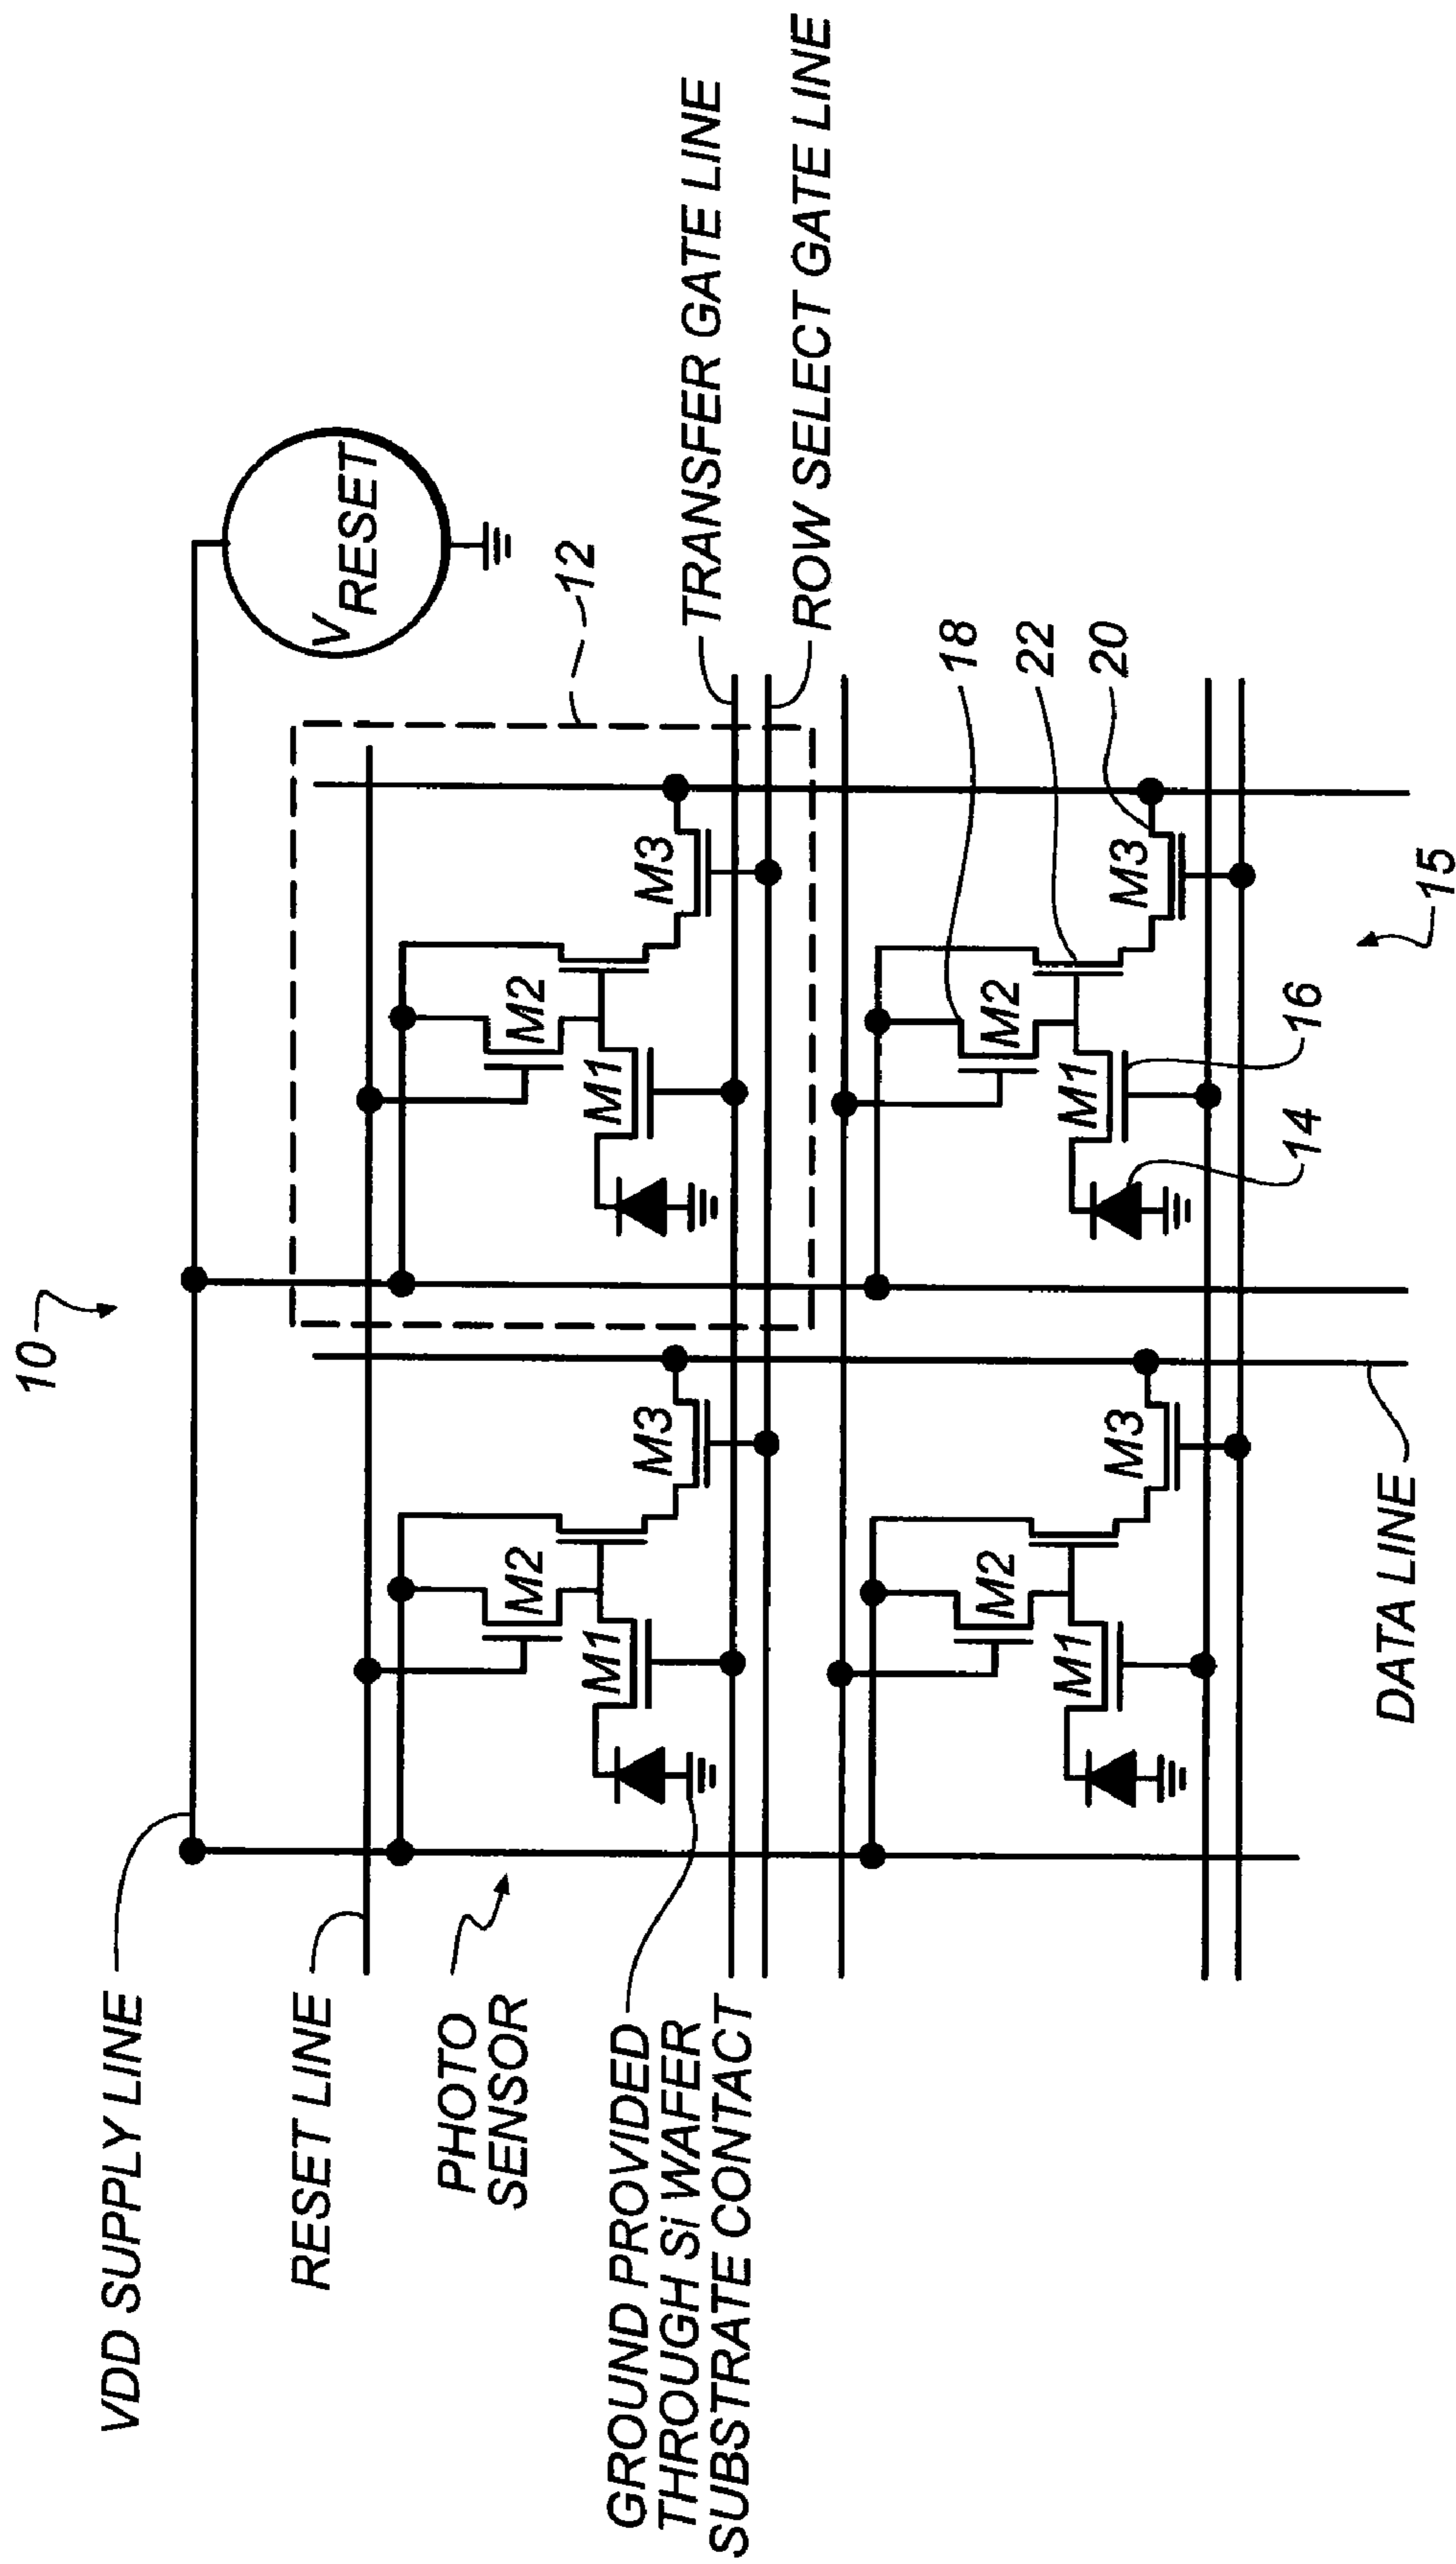 10
VDD SUPPLY LINE
V
RESET
RESET LINE
12
PHOTO
SENSOR
M2
M2
M1
M1
M3
M3
GROUND PROVIDED
THROUGH Si WAFER
SUBSTRATE CONTACT
TRANSFER GATE LINE
ROW SELECT GATE LINE
18
22
20
M2
M2
M1
M1
M3
M3
14
16
DATA LINE
15